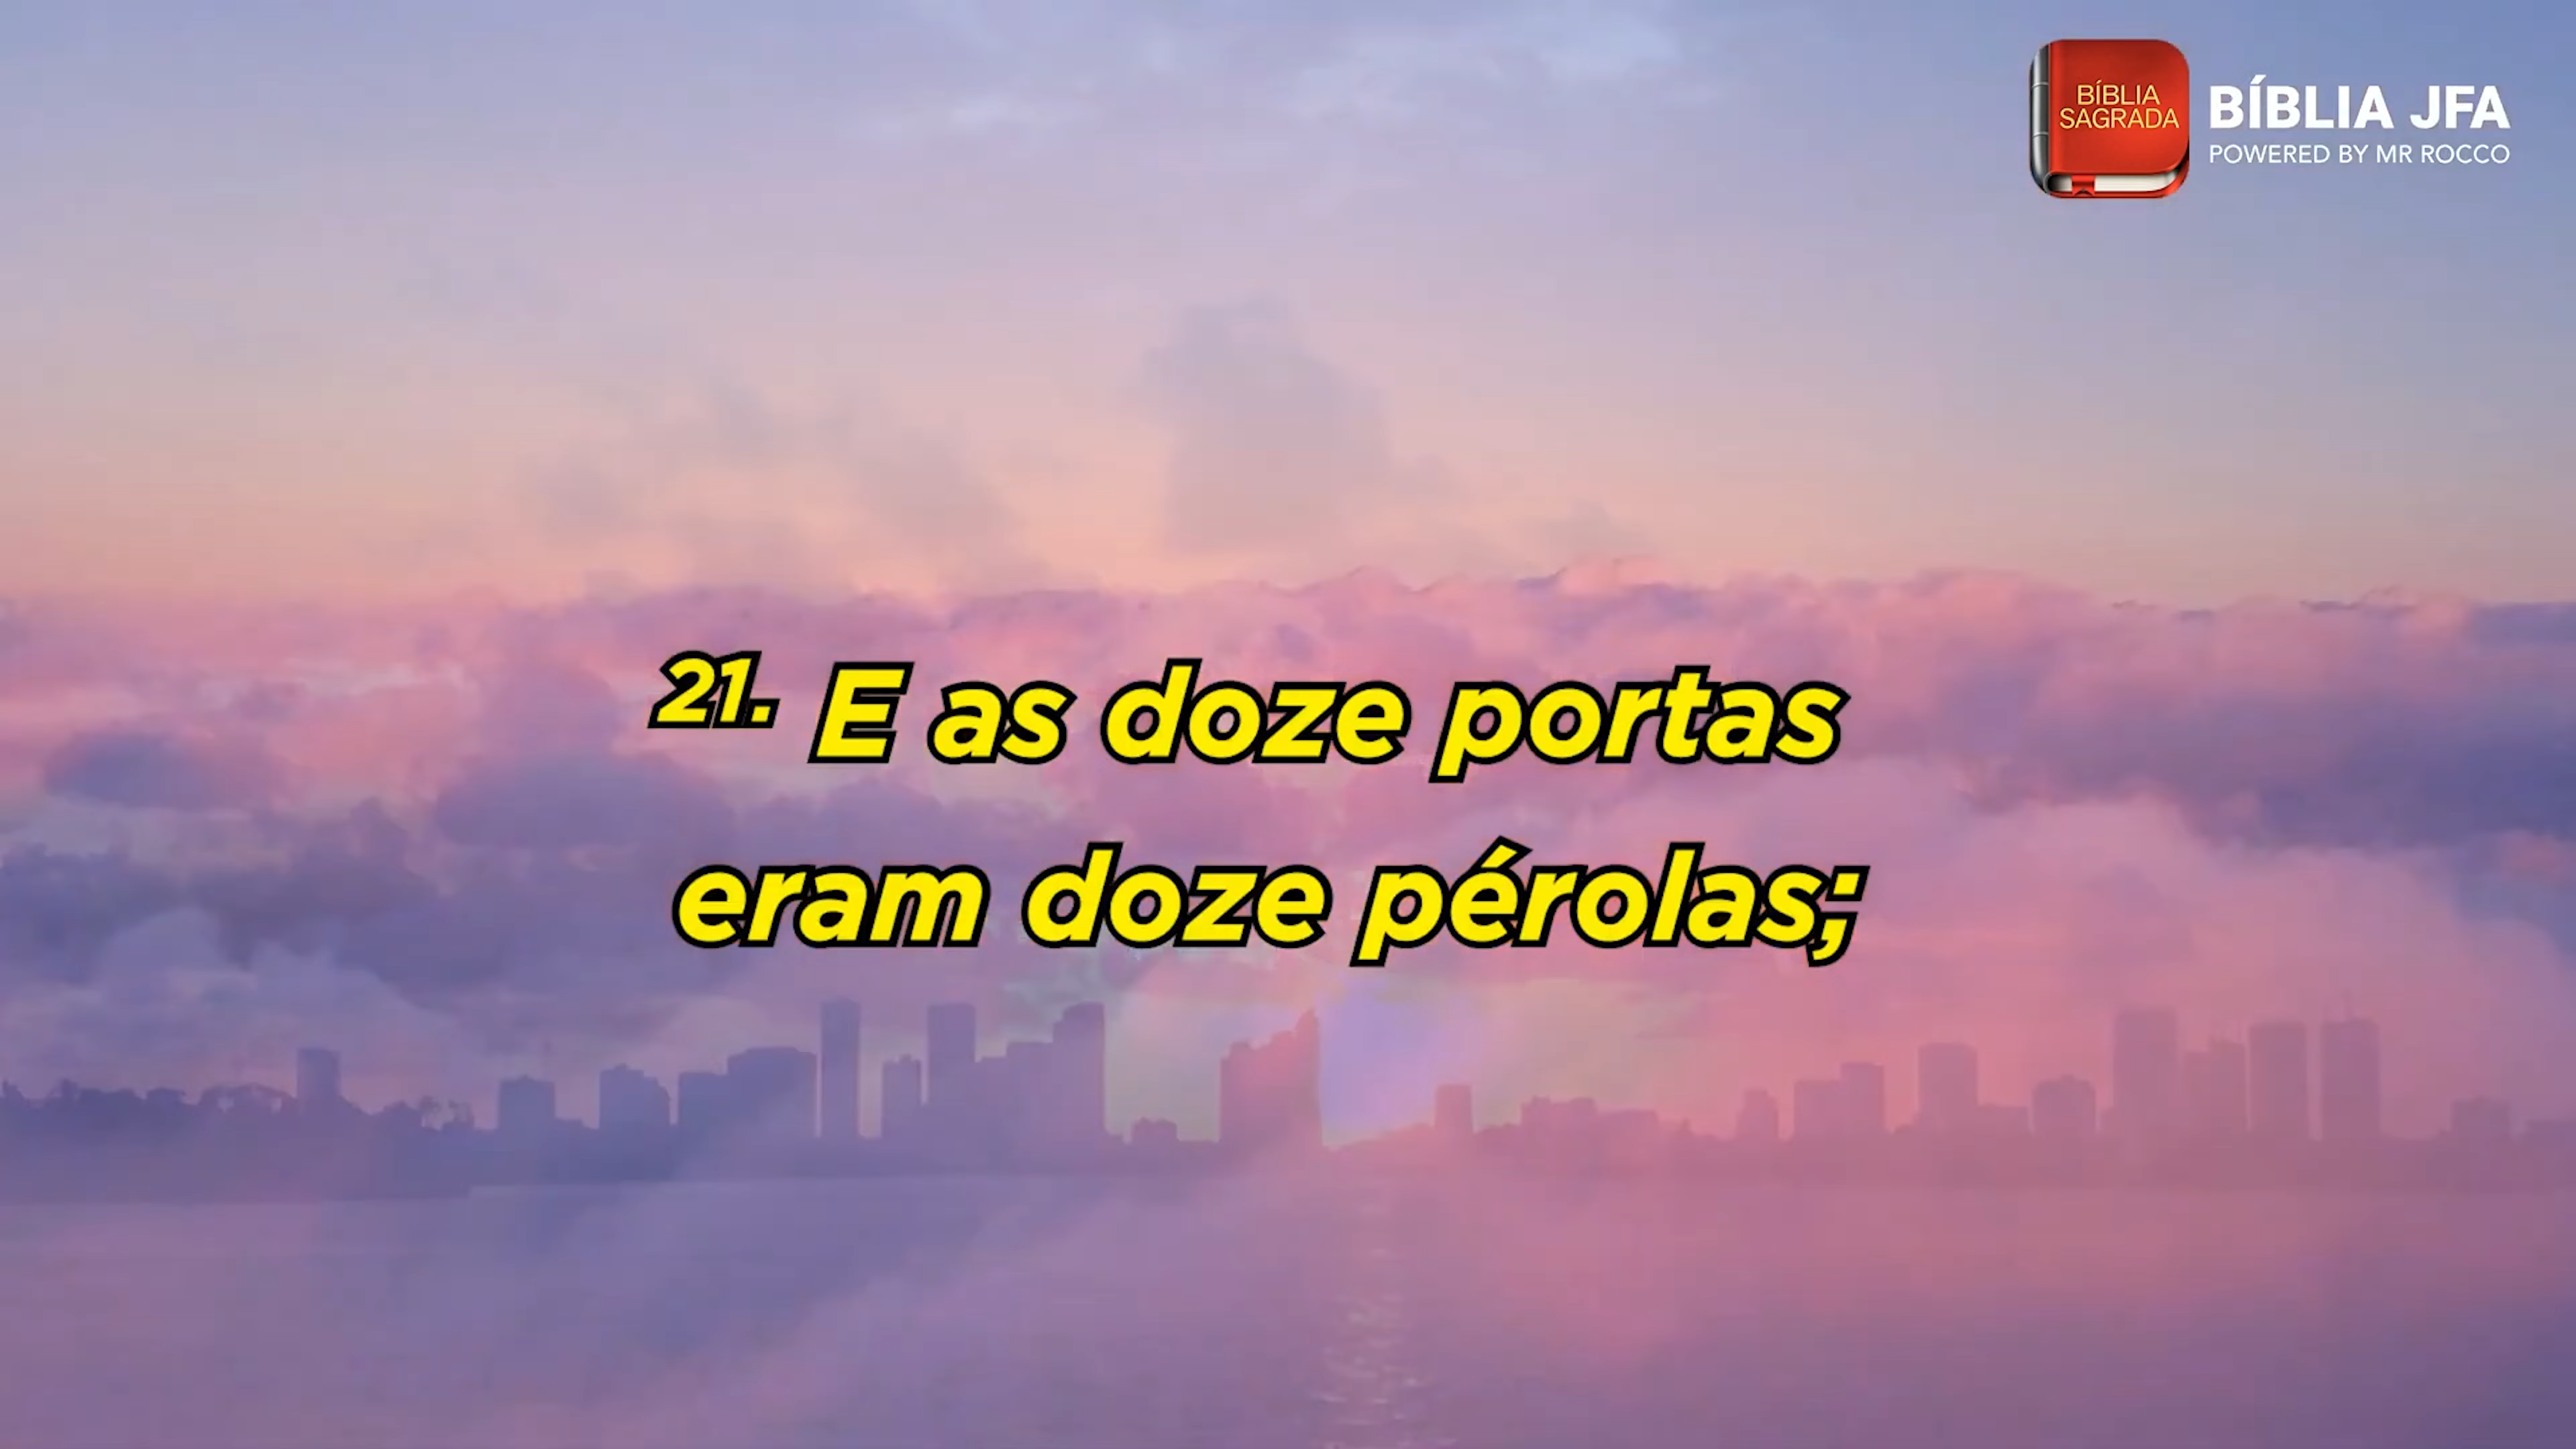 BÍBLIA
SAGRADA
BÍBLIA JFA
POWERED BY MR ROCCO
21. E as doze portas
eram doze pérolas;